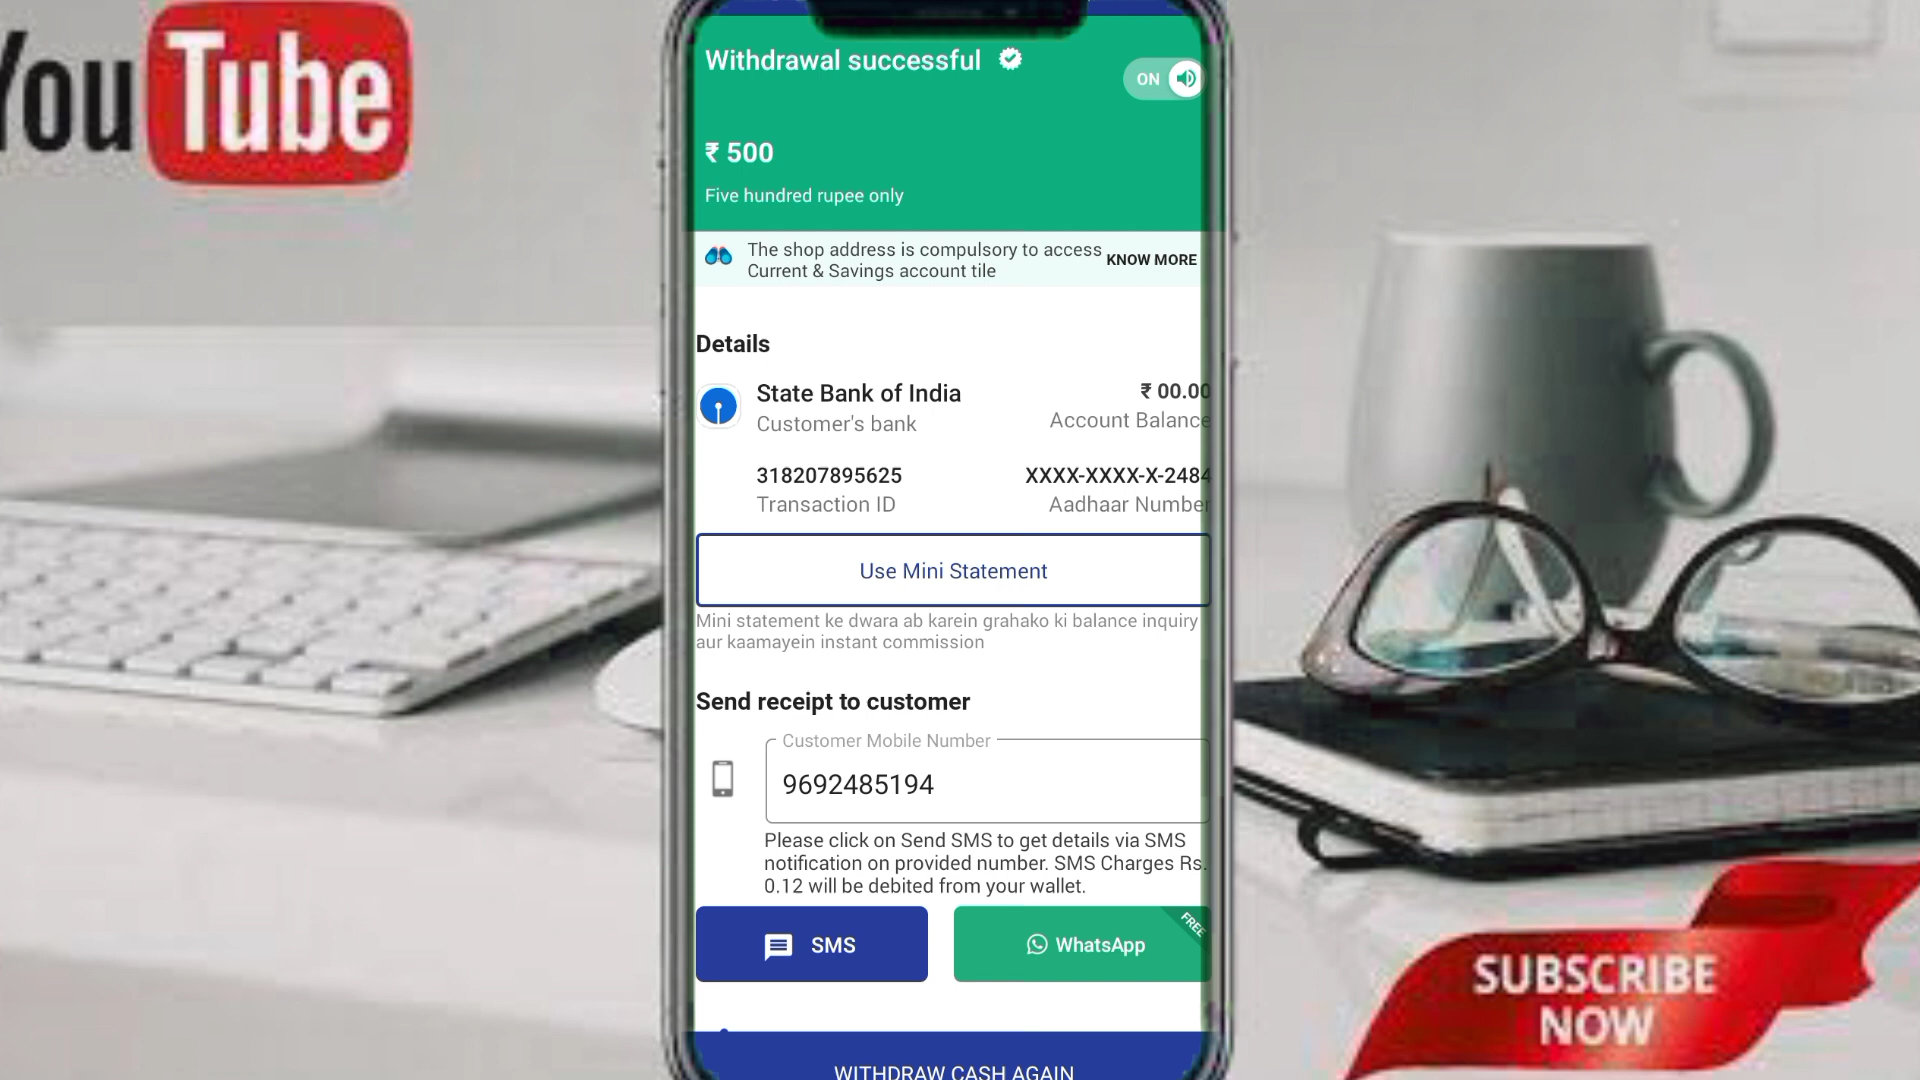 You Tube
Withdrawal successful
ON
₹ 500
Five hundred rupee only
The shop address is compulsory to access
Current & Savings account tile
KNOW MORE
Details
State Bank of India
₹ 00.00
Customer's bank
Account Balance
318207895625
XXXX-XXXX-X-2484
Transaction ID
Aadhaar Number
Use Mini Statement
Mini statement ke dwara ab karein grahako ki balance inquiry
aur kaamayein instant commission
Send receipt to customer
Customer Mobile Number
9692485194
Please click on Send SMS to get details via SMS
notification on provided number. SMS Charges Rs.
0.12 will be debited from your wallet.
SMS
WhatsApp
FREE
WITHDRAW CASH AGAIN
SUBSCRIBE
NOW